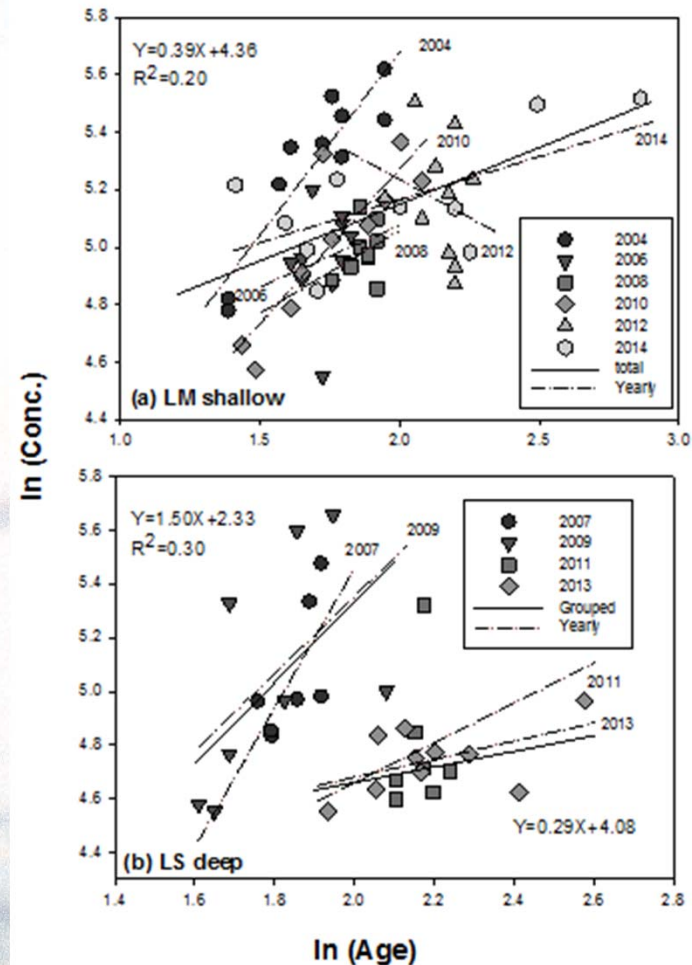 ln (Conc.)
5.8
5.6
5.4
5.2
5.0
4.8
4.6
4.4
Y=0.39X+4.36
R²=0.20
2004
2010
2014
2008
2012
2006
2004
2006
2008
2010
2012
2014
total
Yearly
(a) LM shallow
1.0 1.5 2.0 2.5 3.0
5.8
5.6
5.4
5.2
5.0
4.8
4.6
4.4
Y=1.50X+2.33
R²=0.30
2007
2009
2011
2013
2007
2009
2011
2013
Grouped
Yearly
Y=0.29X+4.08
(b) LS deep
1.4 1.6 1.8 2.0 2.2 2.4 2.6 2.8
ln (Age)